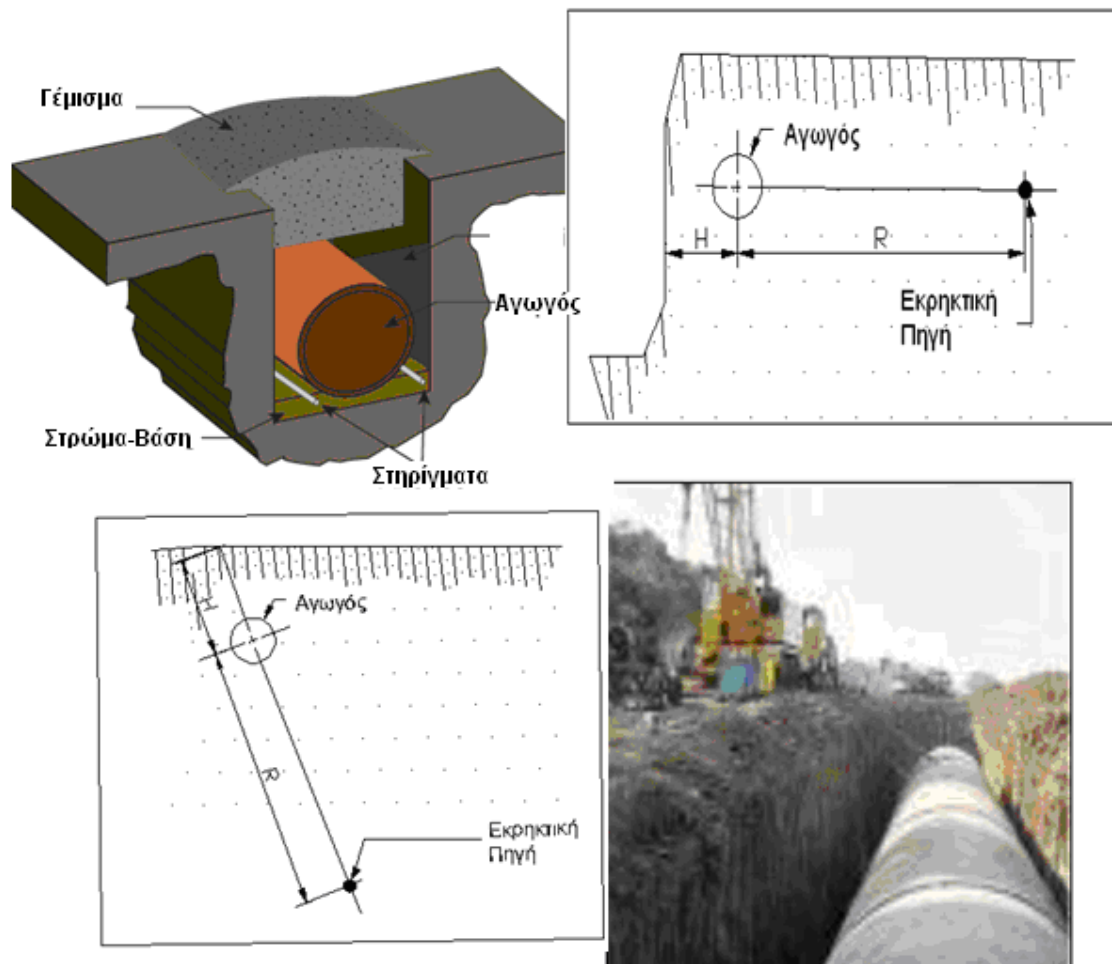 Γέμισμα
Αγωγός
Στρώμα-Βάση
Στηρίγματα
Αγωγός
H
R
Εκρηκτική
Πηγή
Αγωγός
H
R
Εκρηκτική
Πηγή